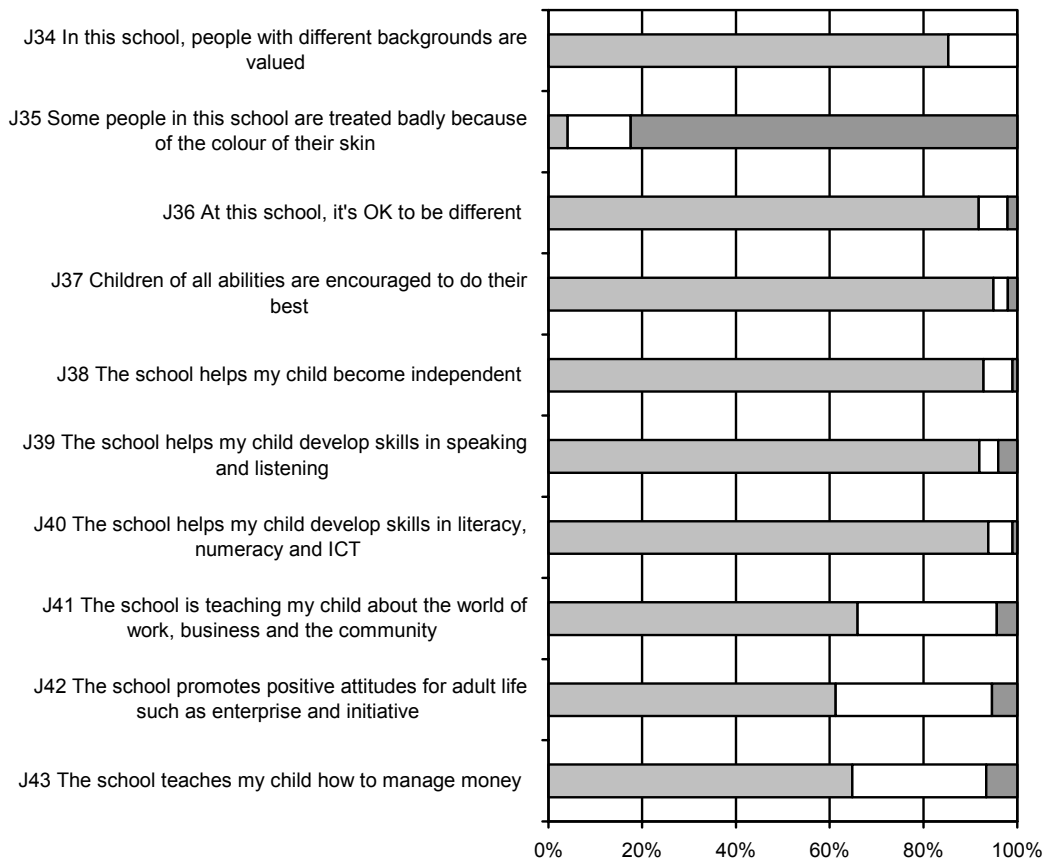 J34 In this school, people with different backgrounds are
valued
J35 Some people in this school are treated badly because
of the colour of their skin
J36 At this school, it's OK to be different
J37 Children of all abilities are encouraged to do their
best
J38 The school helps my child become independent
J39 The school helps my child develop skills in speaking
and listening
J40 The school helps my child develop skills in literacy,
numeracy and ICT
J41 The school is teaching my child about the world of
work, business and the community
J42 The school promotes positive attitudes for adult life
such as enterprise and initiative
J43 The school teaches my child how to manage money
0% 20% 40% 60% 80% 100%